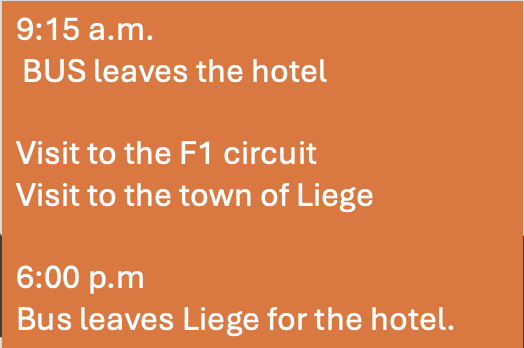 9:15 a.m.
BUS leaves the hotel
Visit to the F1 circuit
Visit to the town of Liege
6:00 p.m
Bus leaves Liege for the hotel.